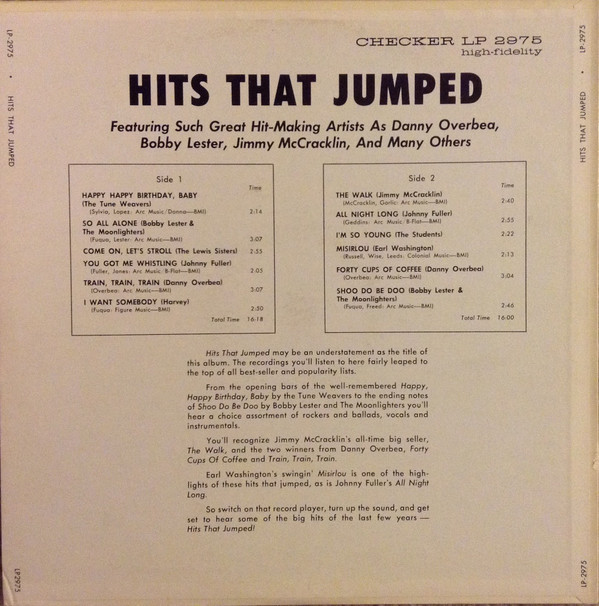 CHECKER LP 2975
high-fidelity
LP-2975 • HITS THAT JUMPED
LP-2975 • HITS THAT JUMPED
HITS THAT JUMPED
Featuring Such Great Hit-Making Artists As Danny Overbea,
Bobby Lester, Jimmy McCracklin, And Many Others
Side 1
Time
HAPPY HAPPY BIRTHDAY, BABY
(The Tune Weavers)
(Sylvia, Lopez: Arc Music/Donna—BMI) 2:14
SO ALL ALONE (Bobby Lester &
The Moonlighters)
(Fuqua, Lester: Arc Music—BMI) 3:07
COME ON, LET'S STROLL (The Lewis Sisters) 2:55
YOU GOT ME WHISTLING (Johnny Fuller)
(Fuller, Jones: Arc Music/B-Flat—BMI) 2:05
TRAIN, TRAIN, TRAIN (Danny Overbea)
(Overbea: Arc Music—BMI) 3:07
I WANT SOMEBODY (Harvey)
(Fuqua: Figure Music—BMI) 2:50
Total Time 16:18
Side 2
Time
THE WALK (Jimmy McCracklin)
(McCracklin, Garlic: Arc Music—BMI) 2:40
ALL NIGHT LONG (Johnny Fuller)
(Geddins: Arc Music/B-Flat—BMI) 2:55
I'M SO YOUNG (The Students) 2:22
MISIRLOU (Earl Washington)
(Russell, Wise, Leeds: Colonial Music—BMI) 2:13
FORTY CUPS OF COFFEE (Danny Overbea)
(Overbea: Arc Music—BMI) 3:04
SHOO DO BE DOO (Bobby Lester &
The Moonlighters)
(Fuqua, Freed: Arc Music—BMI) 2:46
Total Time 16:00
Hits That Jumped may be an understatement as the title of
this album. The recordings you'll listen to here fairly leaped to
the top of all best-seller and popularity lists.
From the opening bars of the well-remembered Happy,
Happy Birthday, Baby by the Tune Weavers to the ending notes
of Shoo Do Be Doo by Bobby Lester and The Moonlighters you'll
hear a choice assortment of rockers and ballads, vocals and
instrumentals.
You'll recognize Jimmy McCracklin's all-time big seller,
The Walk, and the two winners from Danny Overbea, Forty
Cups Of Coffee and Train, Train, Train.
Earl Washington's swingin' Misirlou is one of the high-
lights of these hits that jumped, as is Johnny Fuller's All Night
Long.
So switch on that record player, turn up the sound, and get
set to hear some of the big hits of the last few years —
Hits That Jumped!
LP2975
LP-2975